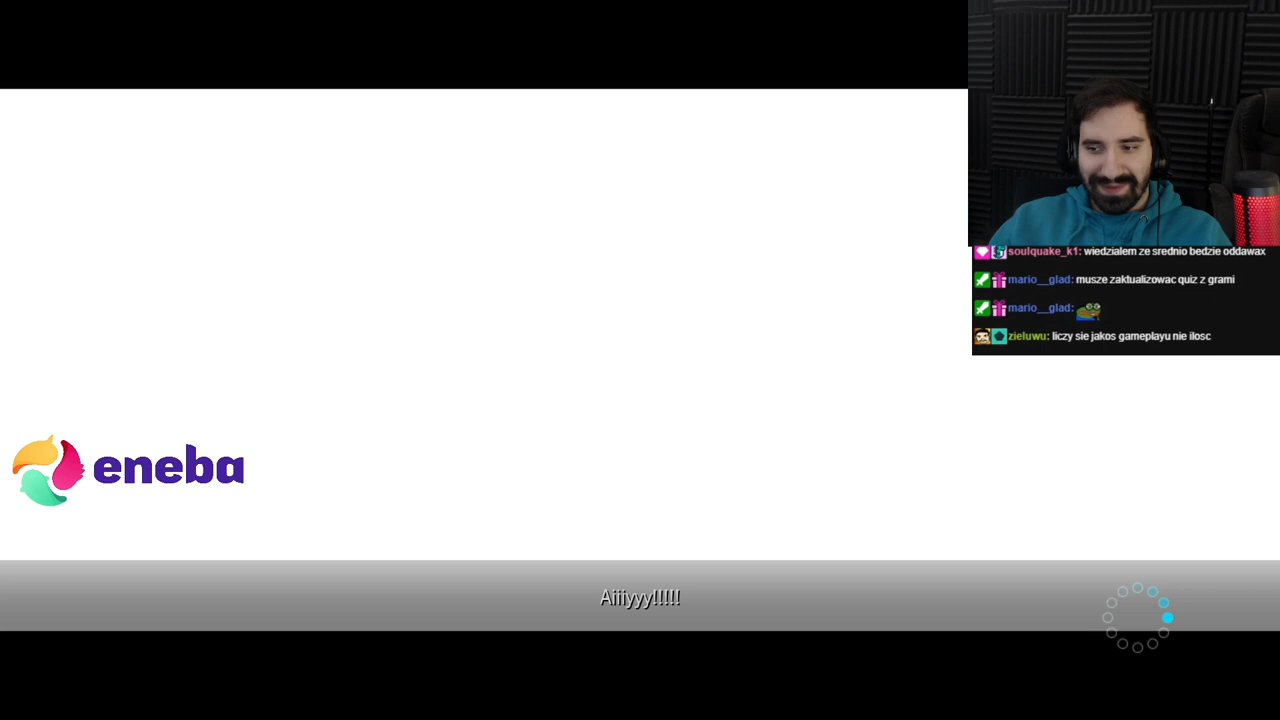 soulquake_k1: wiedzialem ze srednio bedzie oddawax
mario__glad: musze zaktualizowac quiz z grami
mario__glad:
zieluwu: liczy sie jakos gameplayu nie ilosc
eneba
Aiiiyyy!!!!!